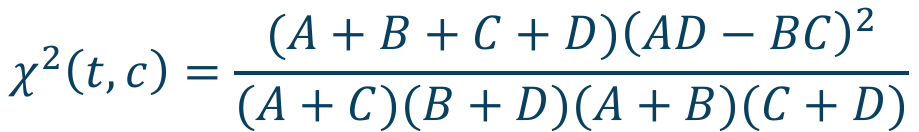 χ²(t, c) = (A + B + C + D)(AD − BC)² / (A + C)(B + D)(A + B)(C + D)